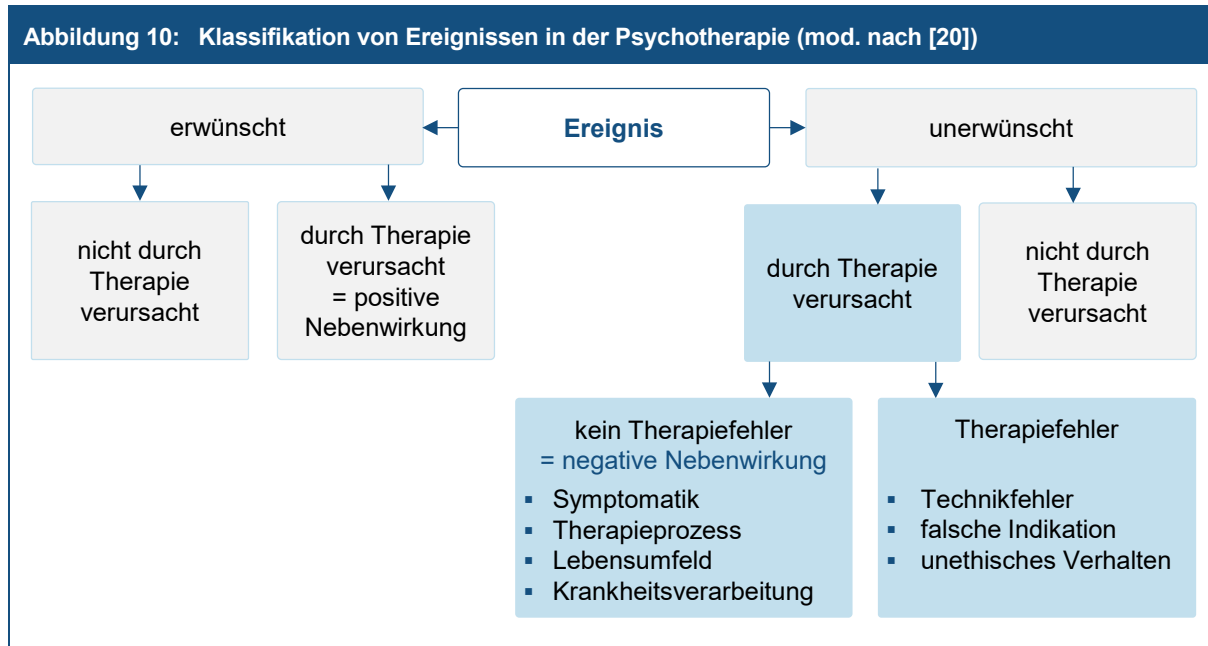 Abbildung 10: Klassifikation von Ereignissen in der Psychotherapie (mod. nach [20])
erwünscht
Ereignis
unerwünscht
nicht durch
Therapie
verursacht
durch Therapie
verursacht
= positive
Nebenwirkung
durch Therapie
verursacht
nicht durch
Therapie
verursacht
kein Therapiefehler
= negative Nebenwirkung
▪ Symptomatik
▪ Therapieprozess
▪ Lebensumfeld
▪ Krankheitsverarbeitung
Therapiefehler
▪ Technikfehler
▪ falsche Indikation
▪ unethisches Verhalten